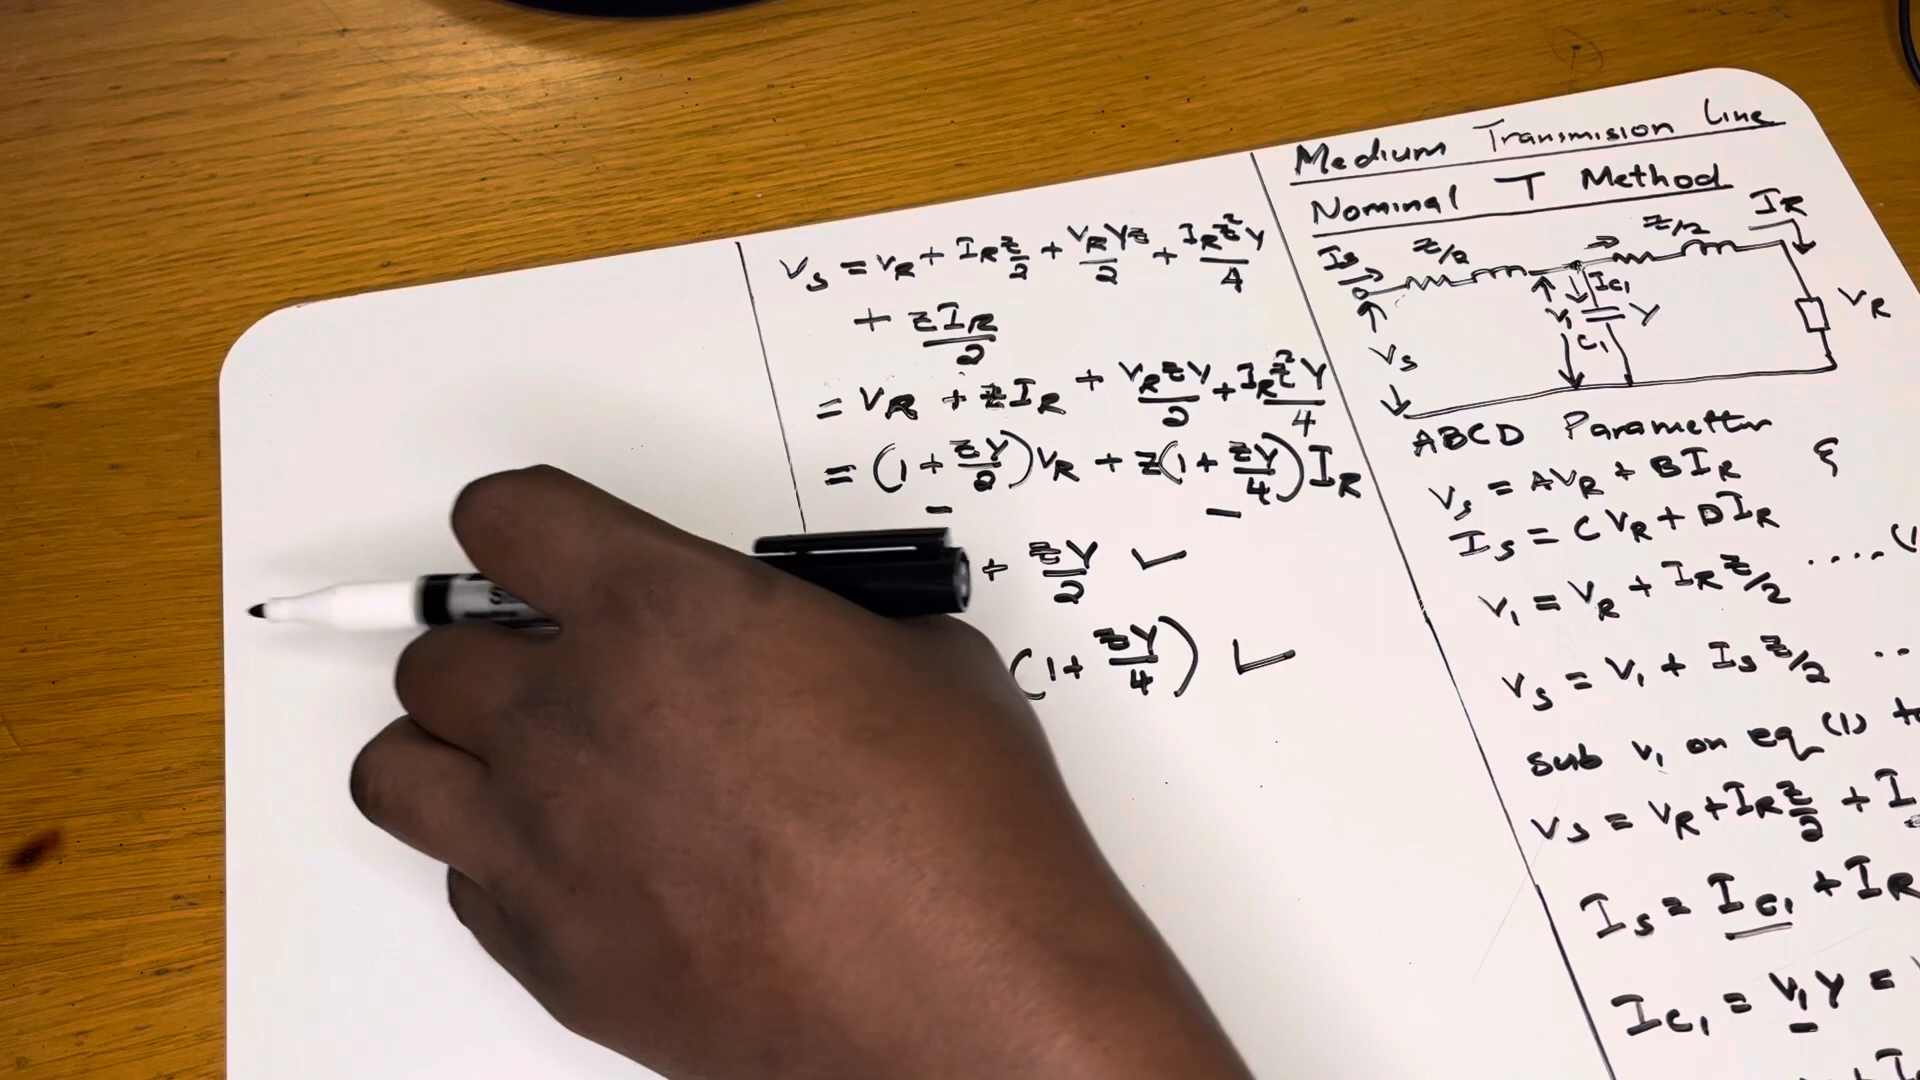 Medium Transmision Line
Nominal T Method
IR
Is
z/2
z/2
Ic1
V1
Y
C1
VR
Vs
ABCD
Vs = AVR + BIR
Is = CVR + DIR
V1 = VR + IR z/2 ....(1
Vs = V1 + Is z/2 ..
Sub V1 on eq (1)
Vs = VR + IR z/2 + I
Is = Ic1 + IR
Ic1 = V1Y =
Vs = VR + IR z/2 + VRYz/2 + IRz²Y/4
+ zIR/2
= VR + zIR + VRzY/2 + IRz²Y/4
= (1 + zY/2)VR + z(1 + zY/4)IR
+ zY/2 ✓
(1 + zY/4) ✓